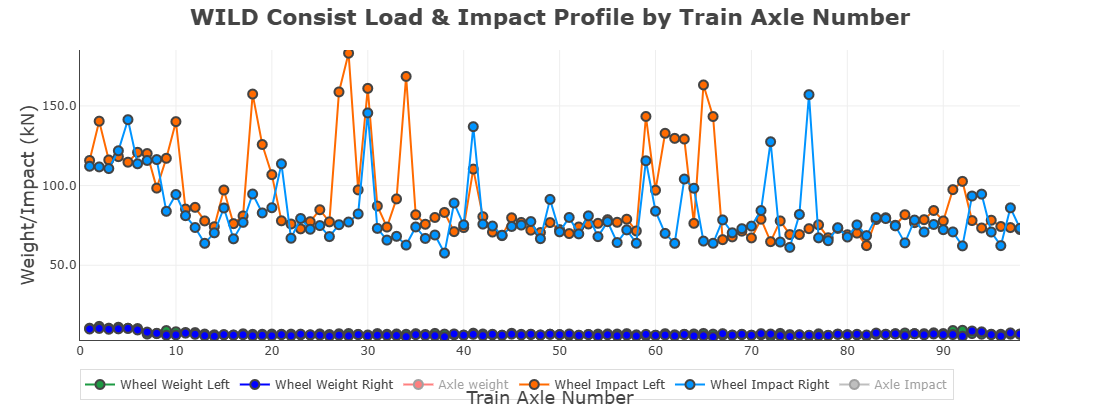 WILD Consist Load & Impact Profile by Train Axle Number
Weight/Impact (kN)
150.0
100.0
50.0
0 10 20 30 40 50 60 70 80 90
Wheel Weight Left Wheel Weight Right Axle weight Wheel Impact Left Wheel Impact Right Axle Impact
Train Axle Number